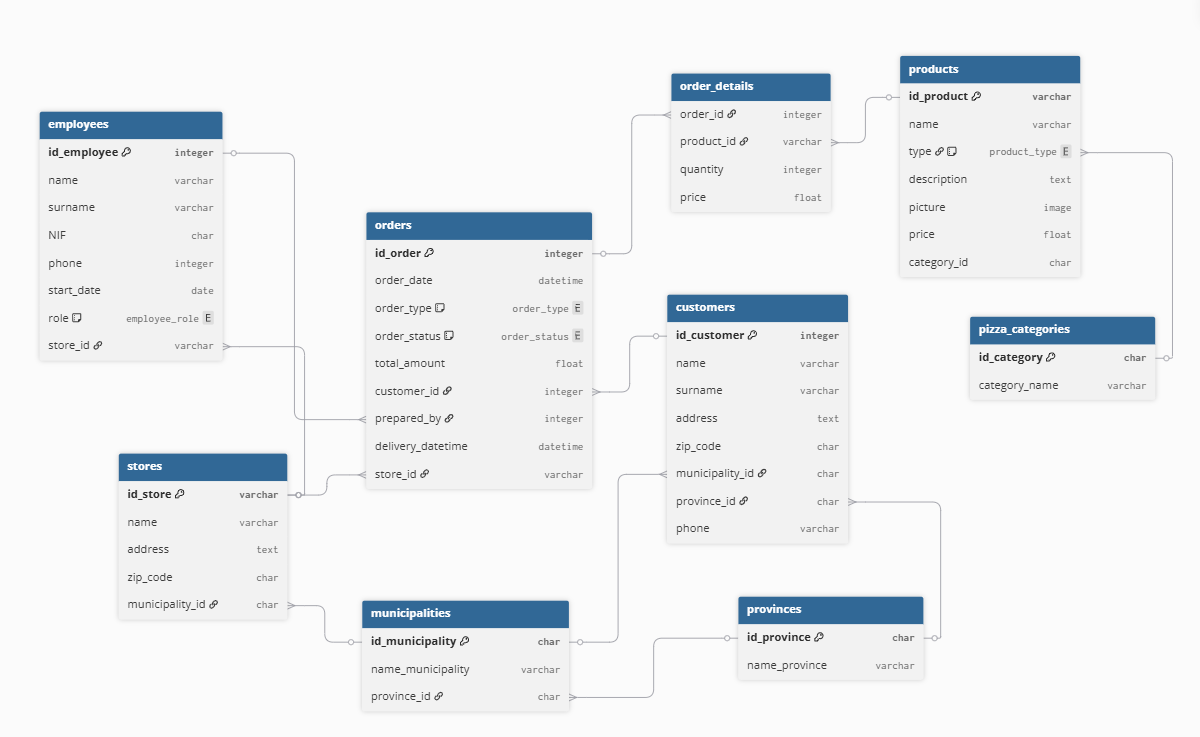 employees
id_employee integer
name varchar
surname varchar
NIF char
phone integer
start_date date
role employee_role E
store_id varchar
stores
id_store varchar
name varchar
address text
zip_code char
municipality_id char
orders
id_order integer
order_date datetime
order_type order_type E
order_status order_status E
total_amount float
customer_id integer
prepared_by integer
delivery_datetime datetime
store_id varchar
municipalities
id_municipality char
name_municipality varchar
province_id char
order_details
order_id integer
product_id varchar
quantity integer
price float
customers
id_customer integer
name varchar
surname varchar
address text
zip_code char
municipality_id char
province_id char
phone varchar
provinces
id_province char
name_province varchar
products
id_product varchar
name varchar
type product_type E
description text
picture image
price float
category_id char
pizza_categories
id_category char
category_name varchar